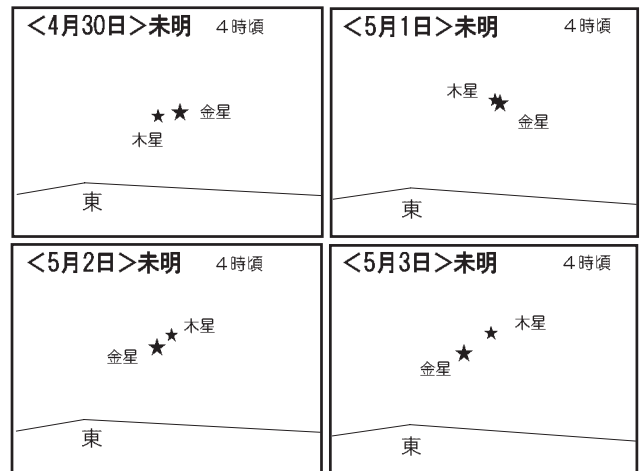 ＜4月30日＞未明 4時頃
木星
金星
東
＜5月1日＞未明 4時頃
木星
金星
東
＜5月2日＞未明 4時頃
木星
金星
東
＜5月3日＞未明 4時頃
木星
金星
東